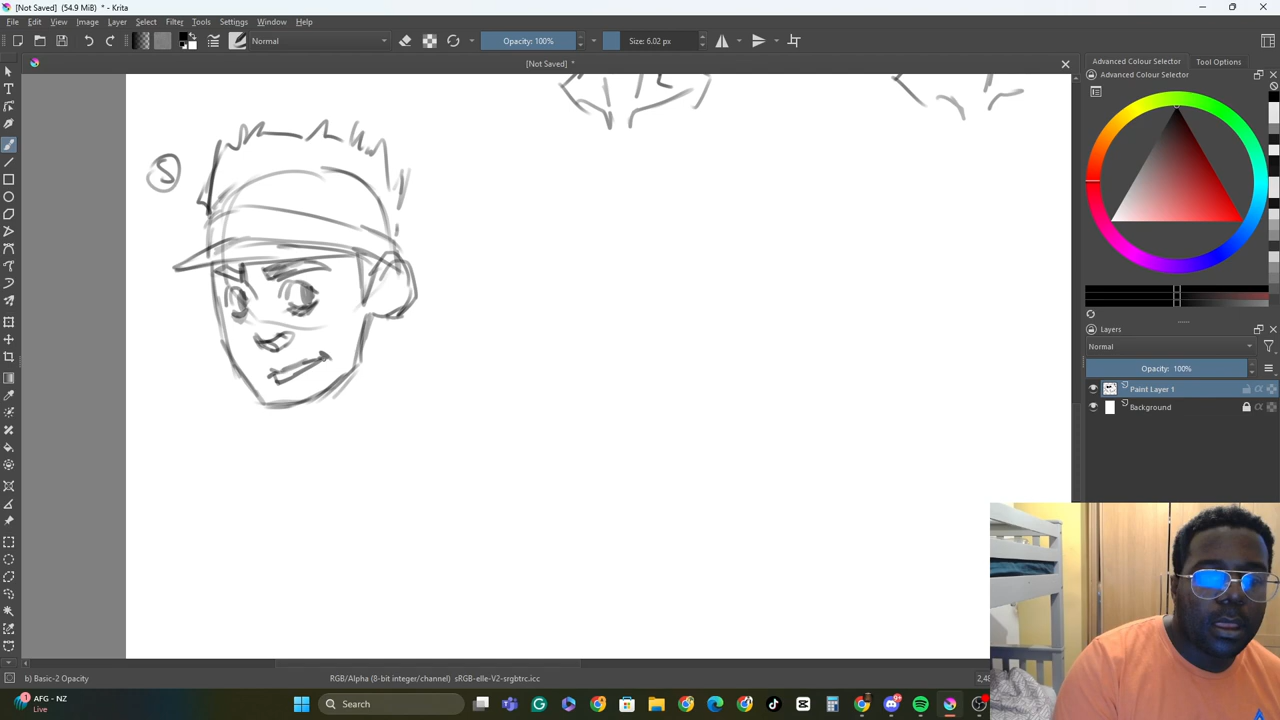 [Not Saved] (54.9 MiB) * - Krita
File Edit View Image Layer Select Filter Tools Settings Window Help
Normal
Opacity: 100%
Size: 6.02 px
[Not Saved] *
Advanced Colour Selector
Tool Options
Advanced Colour Selector
5
Layers
Normal
Opacity: 100%
Paint Layer 1
Background
b) Basic-2 Opacity
RGB/Alpha (8-bit integer/channel) sRGB-elle-V2-srgbtrc.icc
2,48
AFG - NZ
Live
Search